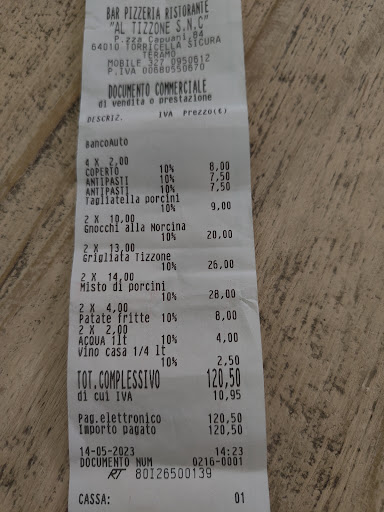 BAR PIZZERIA RISTORANTE
"AL TIZZONE S.N.C"
P.zza Capuani,84
64010 TORRICELLA SICURA
TERAMO
MOBILE 327 0950612
P.IVA 00680550670
DOCUMENTO COMMERCIALE
di vendita o prestazione
DESCRIZ. IVA Prezzo(€)
BancoAuto
4 X 2,00
COPERTO 10% 8,00
ANTIPASTI 10% 7,50
ANTIPASTI 10% 7,50
Tagliatella porcini
10% 9,00
2 X 10,00
Gnocchi alla Norcina
10% 20,00
2 X 13,00
Grigliata Tizzone
10% 26,00
2 X 14,00
Misto di porcini
10% 28,00
2 X 4,00
Patate fritte 10% 8,00
2 X 2,00
ACQUA 1lt 10% 4,00
Vino casa 1/4 lt
10% 2,50
TOT.COMPLESSIVO 120,50
di cui IVA 10,95
Pag.elettronico 120,50
Importo pagato 120,50
14-05-2023 14:23
DOCUMENTO NUM 0216-0001
RT 80I26500139
CASSA: 01